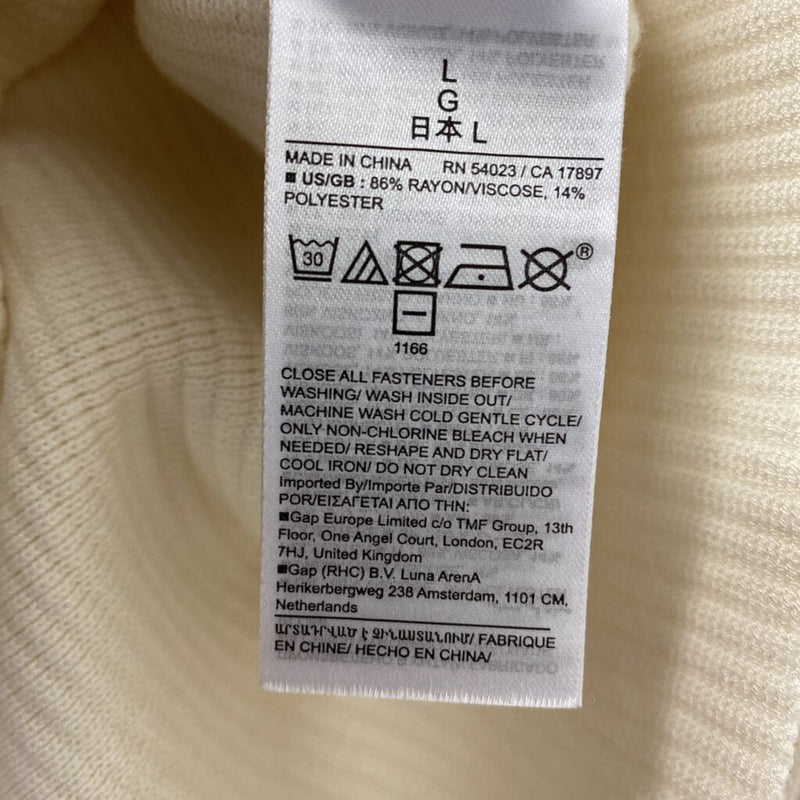 L
G
日本 L
MADE IN CHINA RN 54023 / CA 17897
■ US/GB : 86% RAYON/VISCOSE, 14%
POLYESTER
30
®
1166
CLOSE ALL FASTENERS BEFORE
WASHING/ WASH INSIDE OUT/
MACHINE WASH COLD GENTLE CYCLE/
ONLY NON-CHLORINE BLEACH WHEN
NEEDED/ RESHAPE AND DRY FLAT/
COOL IRON/ DO NOT DRY CLEAN
Imported By/Importe Par/DISTRIBUIDO
POR/ΕΙΣΑΓΕΤΑΙ ΑΠΟ ΤΗΝ:
■Gap Europe Limited c/o TMF Group, 13th
Floor, One Angel Court, London, EC2R
7HJ, United Kingdom
■Gap (RHC) B.V. Luna ArenA
Herikerbergweg 238 Amsterdam, 1101 CM,
Netherlands
ԱՐՏԱԴՐՎԱԾ Է ՉԻՆԱՍՏԱՆՈՒՄ/ FABRIQUE
EN CHINE/ HECHO EN CHINA/